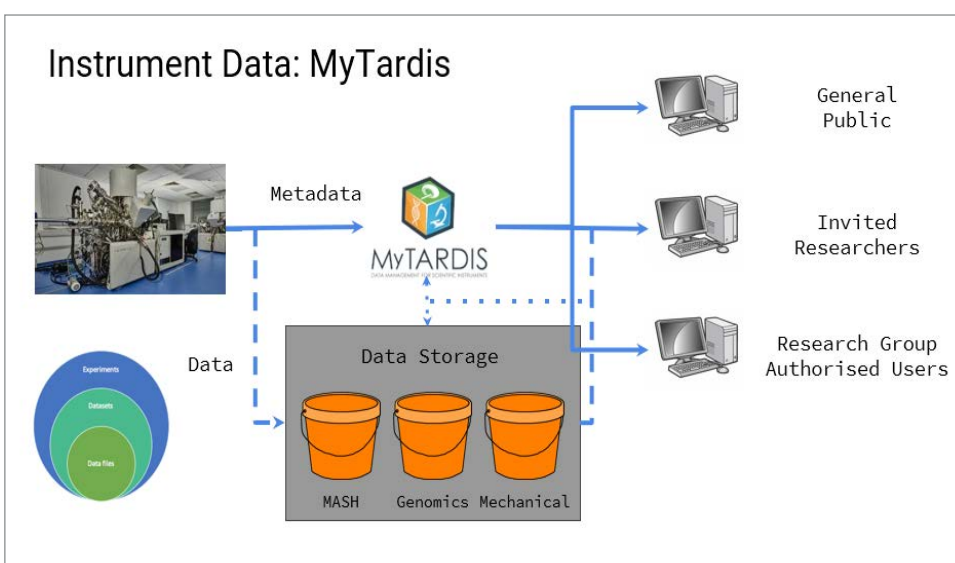 Instrument Data: MyTardis
Metadata
MyTARDIS
DATA MANAGEMENT FOR SCIENTIFIC INSTRUMENTS
General
Public
Invited
Researchers
Research Group
Authorised Users
Data
Data Storage
MASH
Genomics
Mechanical
Experiments
Datasets
Data files